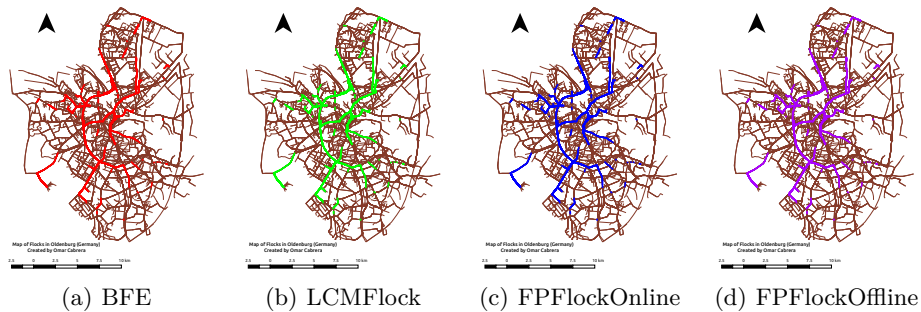 Map of Flocks in Oldenburg (Germany)
Created by Omar Cabrera
2.5 0 2.5 5 7.5 10 km
Map of Flocks in Oldenburg (Germany)
Created by Omar Cabrera
2.5 0 2.5 5 7.5 10 km
Map of Flocks in Oldenburg (Germany)
Created by Omar Cabrera
2.5 0 2.5 5 7.5 10 km
Map of Flocks in Oldenburg (Germany)
Created by Omar Cabrera
2.5 0 2.5 5 7.5 10 km
(a) BFE
(b) LCMFlock
(c) FPFlockOnline
(d) FPFlockOffline